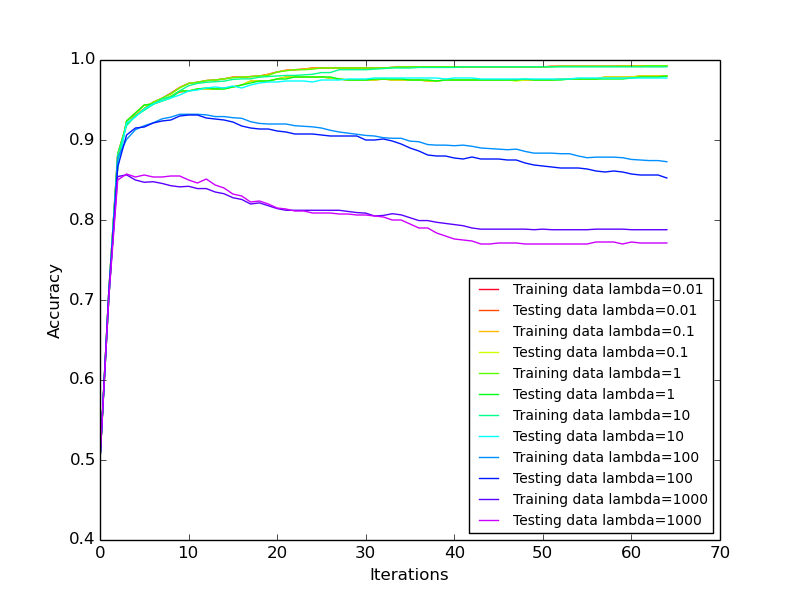 1.0
0.9
0.8
0.7
0.6
0.5
0.4
Accuracy
Training data lambda=0.01
Testing data lambda=0.01
Training data lambda=0.1
Testing data lambda=0.1
Training data lambda=1
Testing data lambda=1
Training data lambda=10
Testing data lambda=10
Training data lambda=100
Testing data lambda=100
Training data lambda=1000
Testing data lambda=1000
0 10 20 30 40 50 60 70
Iterations